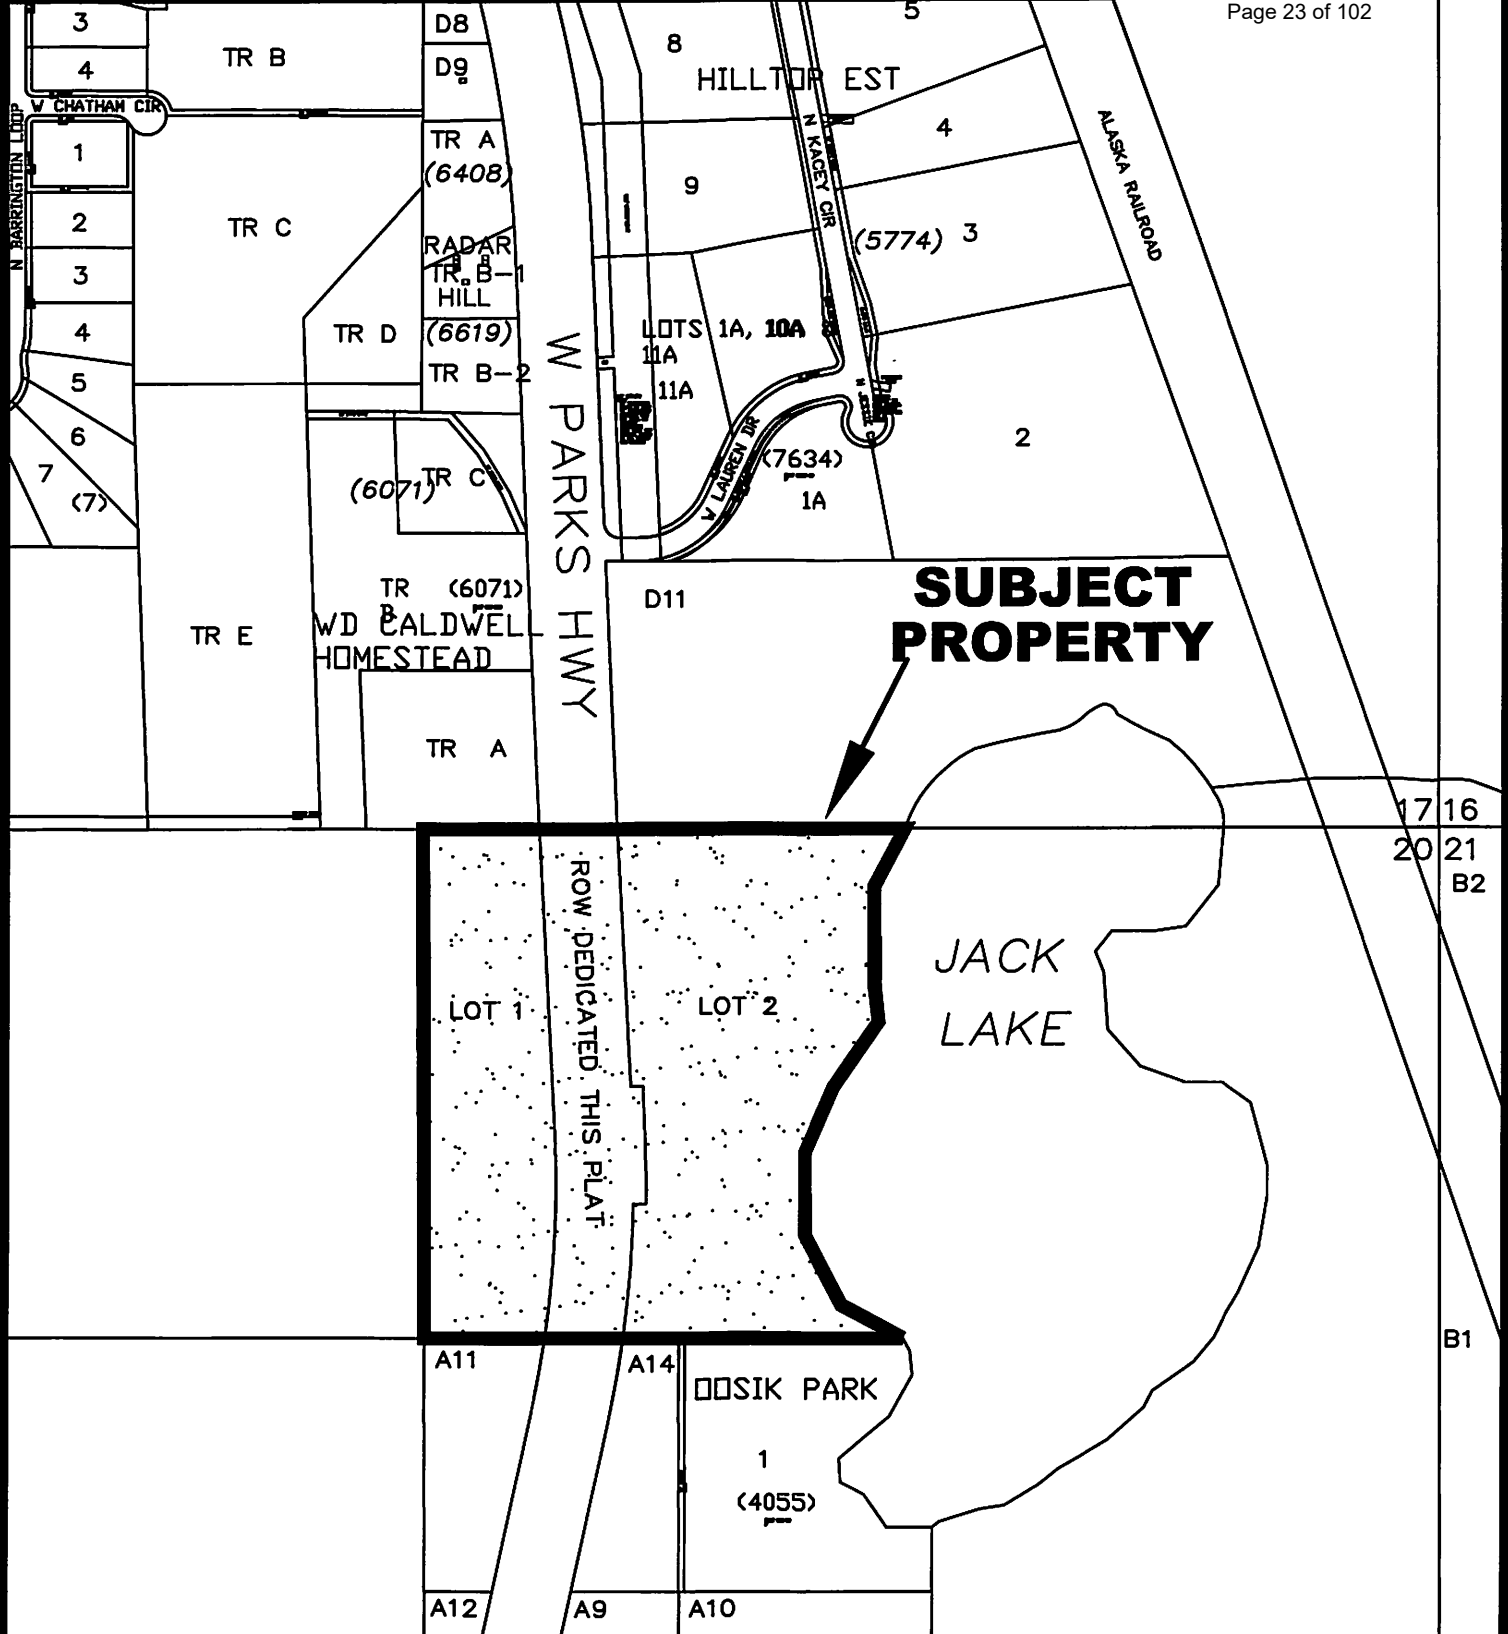 Page 23 of 102
3
4
TR B
D8
D9
8
5
HILLTOP EST
W CHATHAM CIR
N BARRINGTON LOOP
1
2
3
4
5
6
7
(7)
TR C
TR A
(6408)
RADAR
TR B-1
HILL
(6619)
TR B-2
TR D
9
N KACEY CIR
4
(5774) 3
ALASKA RAILROAD
LOTS 1A, 10A
11A
11A
W PARKS HWY
W LAUREN DR
(7634)
1A
2
TR C
(6071)
TR (6071)
B
WD CALDWELL
HOMESTEAD
TR E
TR A
D11
SUBJECT
PROPERTY
17 16
20 21
B2
LOT 1
ROW DEDICATED THIS PLAT
LOT 2
JACK
LAKE
B1
A11
A14
OOSIK PARK
1
(4055)
A12
A9
A10